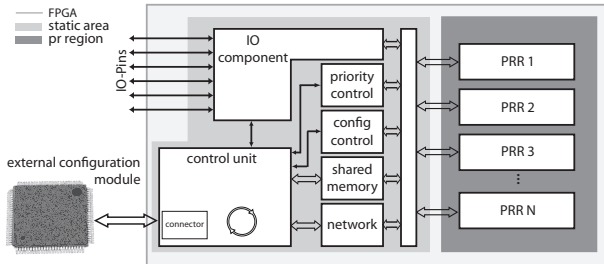 FPGA
static area
pr region
IO-Pins
IO
component
priority
control
config
control
control unit
connector
shared
memory
network
external configuration
module
PRR 1
PRR 2
PRR 3
...
PRR N